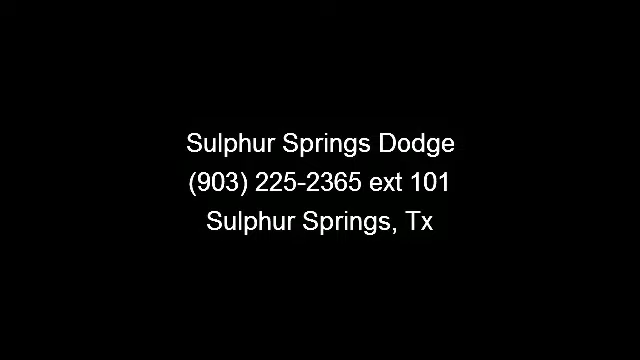 Sulphur Springs Dodge
(903) 225-2365 ext 101
Sulphur Springs, Tx